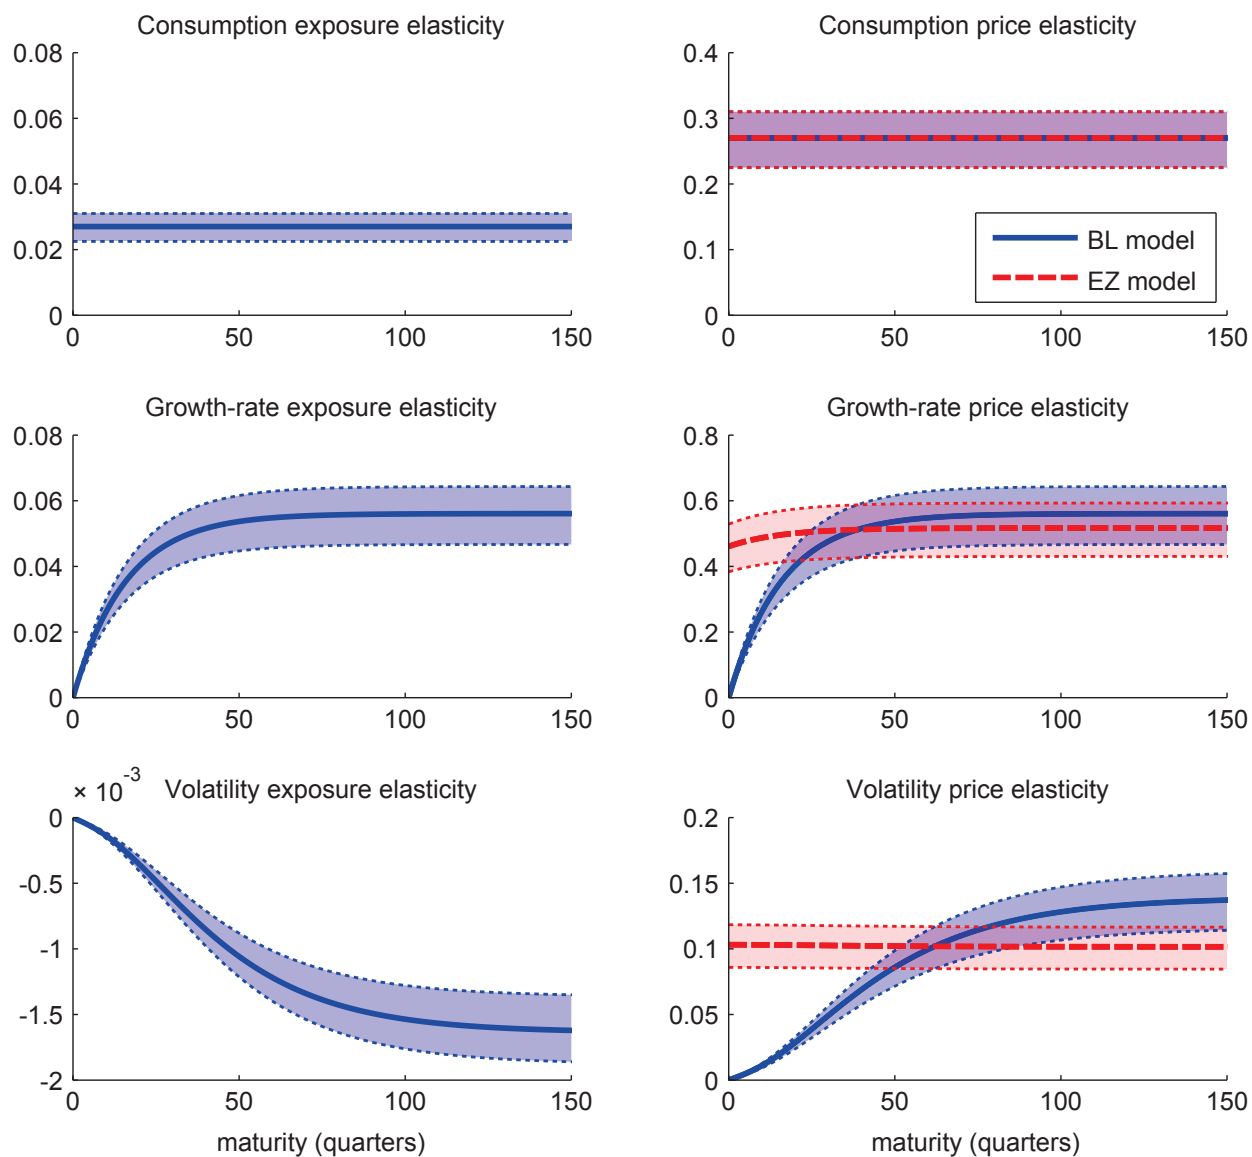 Consumption exposure elasticity
0.08
0.06
0.04
0.02
0
0 50 100 150
Consumption price elasticity
0.4
0.3
0.2
0.1
0
BL model
EZ model
0 50 100 150
Growth-rate exposure elasticity
0.08
0.06
0.04
0.02
0
0 50 100 150
Growth-rate price elasticity
0.8
0.6
0.4
0.2
0
0 50 100 150
× 10-3
Volatility exposure elasticity
0
-0.5
-1
-1.5
-2
0 50 100 150
maturity (quarters)
Volatility price elasticity
0.2
0.15
0.1
0.05
0
0 50 100 150
maturity (quarters)